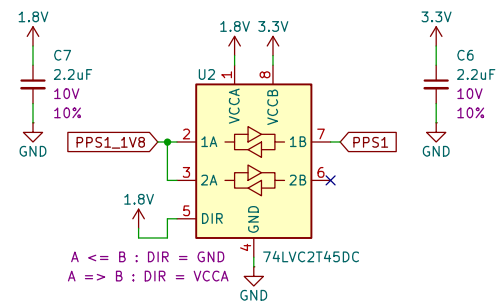 1.8V
C7
2.2uF
10V
10%
GND
1.8V 3.3V
U2
1 8
VCCA VCCB
PPS1_1V8 2 1A 1B 7 PPS1
3 2A 2B 6
1.8V
5 DIR
GND
4
74LVC2T45DC
GND
A <= B : DIR = GND
A => B : DIR = VCCA
3.3V
C6
2.2uF
10V
10%
GND